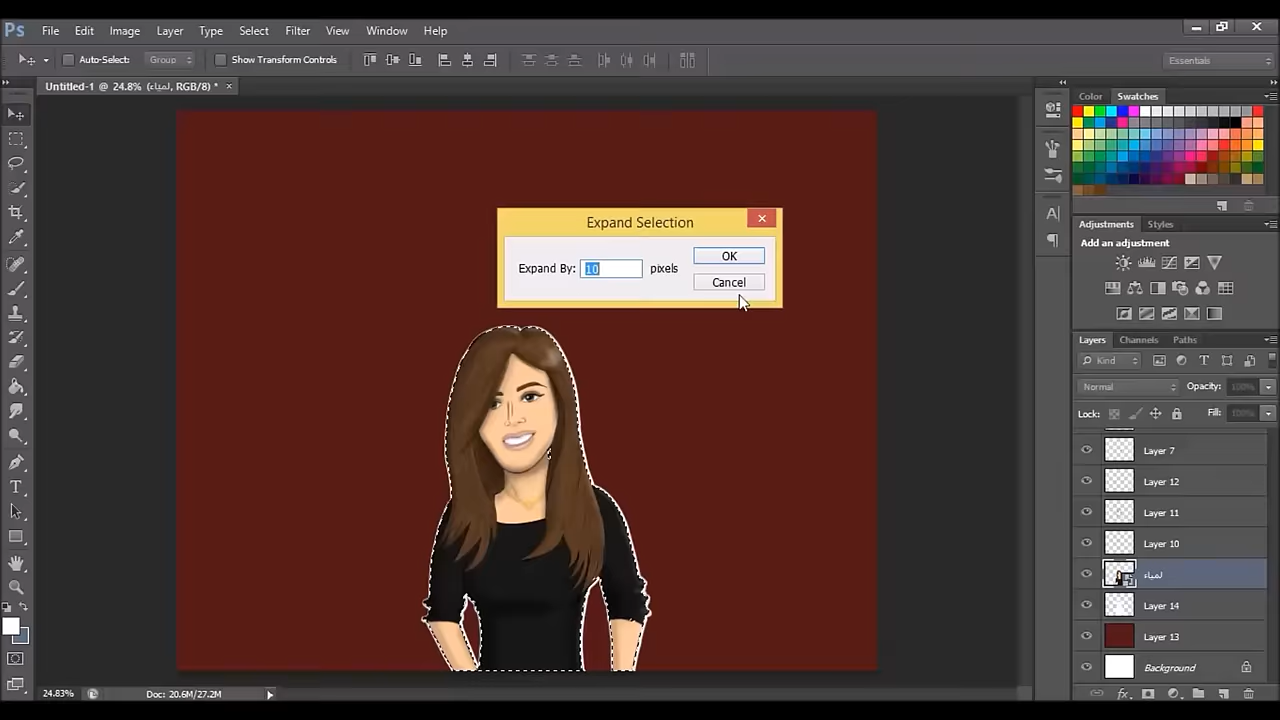 Ps File Edit Image Layer Type Select Filter View Window Help
Auto-Select: Group Show Transform Controls Essentials
Untitled-1 @ 24.8% (لمياء, RGB/8) * ×
Color Swatches
Expand Selection
Expand By: 10 pixels
OK
Cancel
Adjustments Styles
Add an adjustment
Layers Channels Paths
Kind
Normal Opacity: 100%
Lock: Fill: 100%
Layer 7
Layer 12
Layer 11
Layer 10
لمياء
Layer 14
Layer 13
Background
24.83% Doc: 20.6M/27.2M